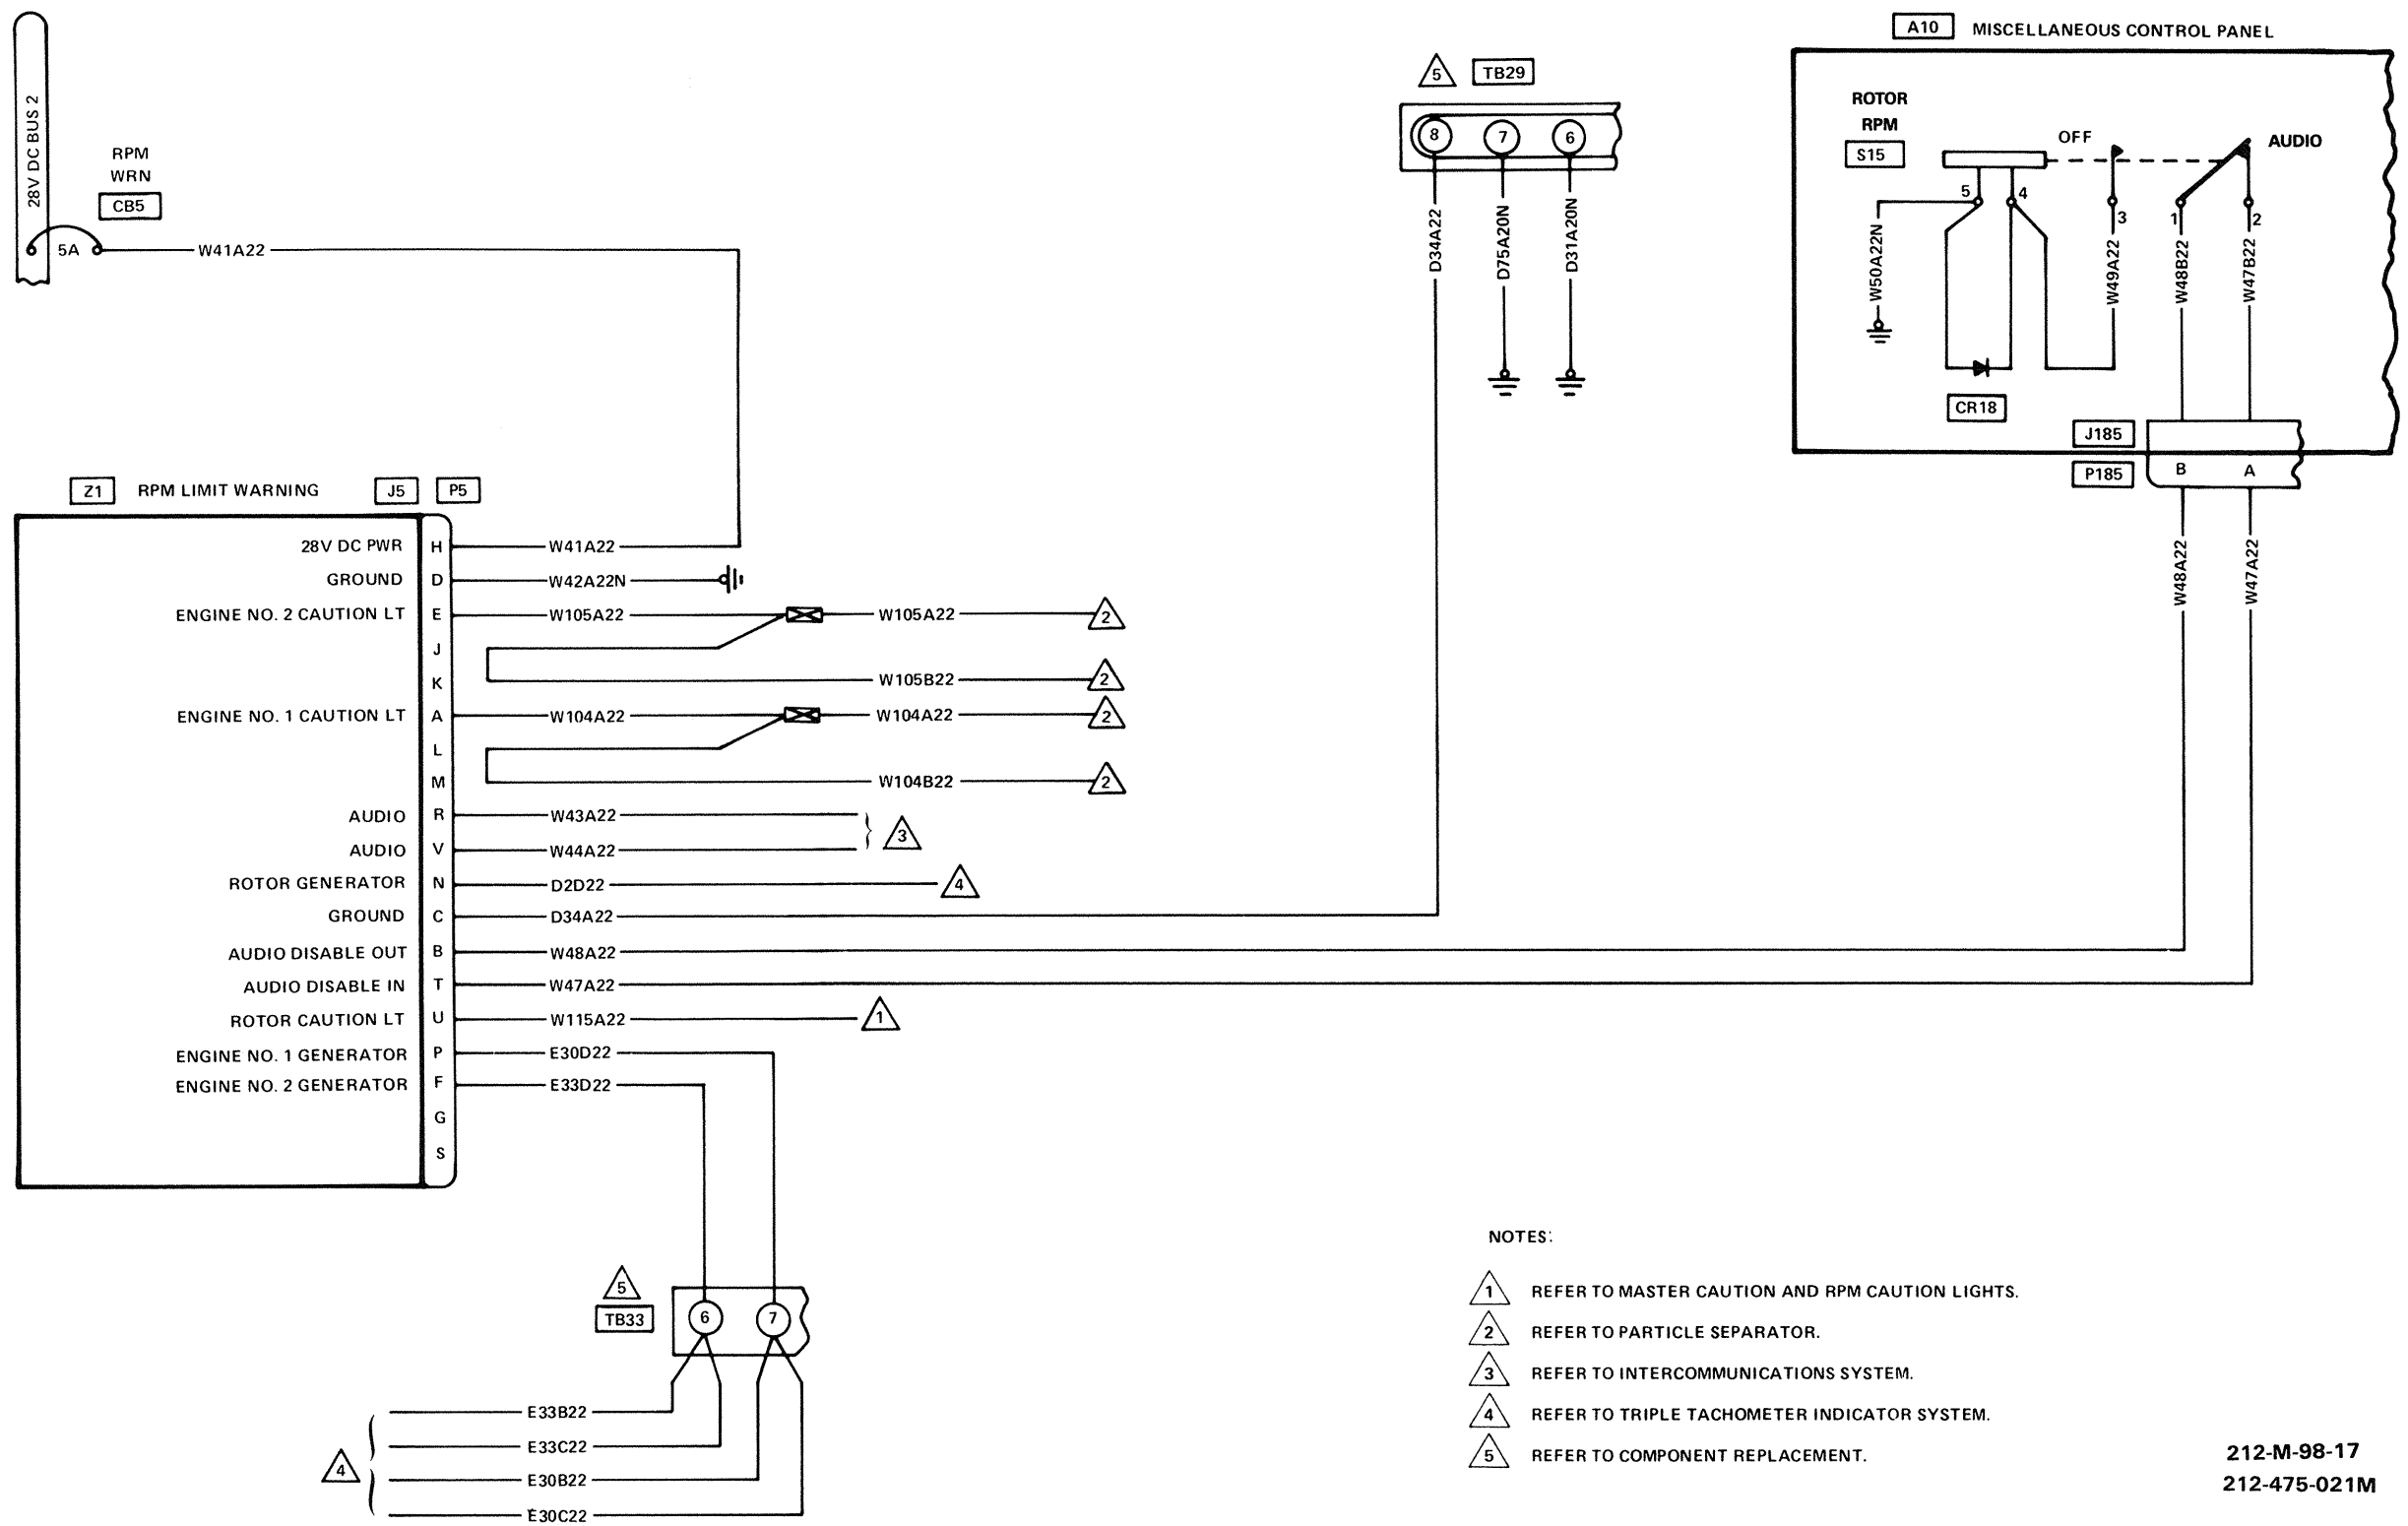 28V DC BUS 2
RPM
WRN
CB5
5A
W41A22
5
TB29
8
7
6
D34A22
D75A20N
D31A20N
A10
MISCELLANEOUS CONTROL PANEL
ROTOR
RPM
S15
OFF
AUDIO
5
4
3
1
2
W50A22N
W49A22
W48B22
W47B22
CR18
J185
P185
B
A
W48A22
W47A22
Z1
RPM LIMIT WARNING
J5
P5
28V DC PWR H W41A22
GROUND D W42A22N
ENGINE NO. 2 CAUTION LT E W105A22 W105A22 2
J
K W105B22 2
ENGINE NO. 1 CAUTION LT A W104A22 W104A22 2
L
M W104B22 2
AUDIO R W43A22
3
AUDIO V W44A22
ROTOR GENERATOR N D2D22 4
GROUND C D34A22
AUDIO DISABLE OUT B W48A22
AUDIO DISABLE IN T W47A22
ROTOR CAUTION LT U W115A22 1
ENGINE NO. 1 GENERATOR P E30D22
ENGINE NO. 2 GENERATOR F E33D22
G
S
5
TB33
6
7
E33B22
E33C22
4
E30B22
E30C22
NOTES:
1 REFER TO MASTER CAUTION AND RPM CAUTION LIGHTS.
2 REFER TO PARTICLE SEPARATOR.
3 REFER TO INTERCOMMUNICATIONS SYSTEM.
4 REFER TO TRIPLE TACHOMETER INDICATOR SYSTEM.
5 REFER TO COMPONENT REPLACEMENT.
212-M-98-17
212-475-021M